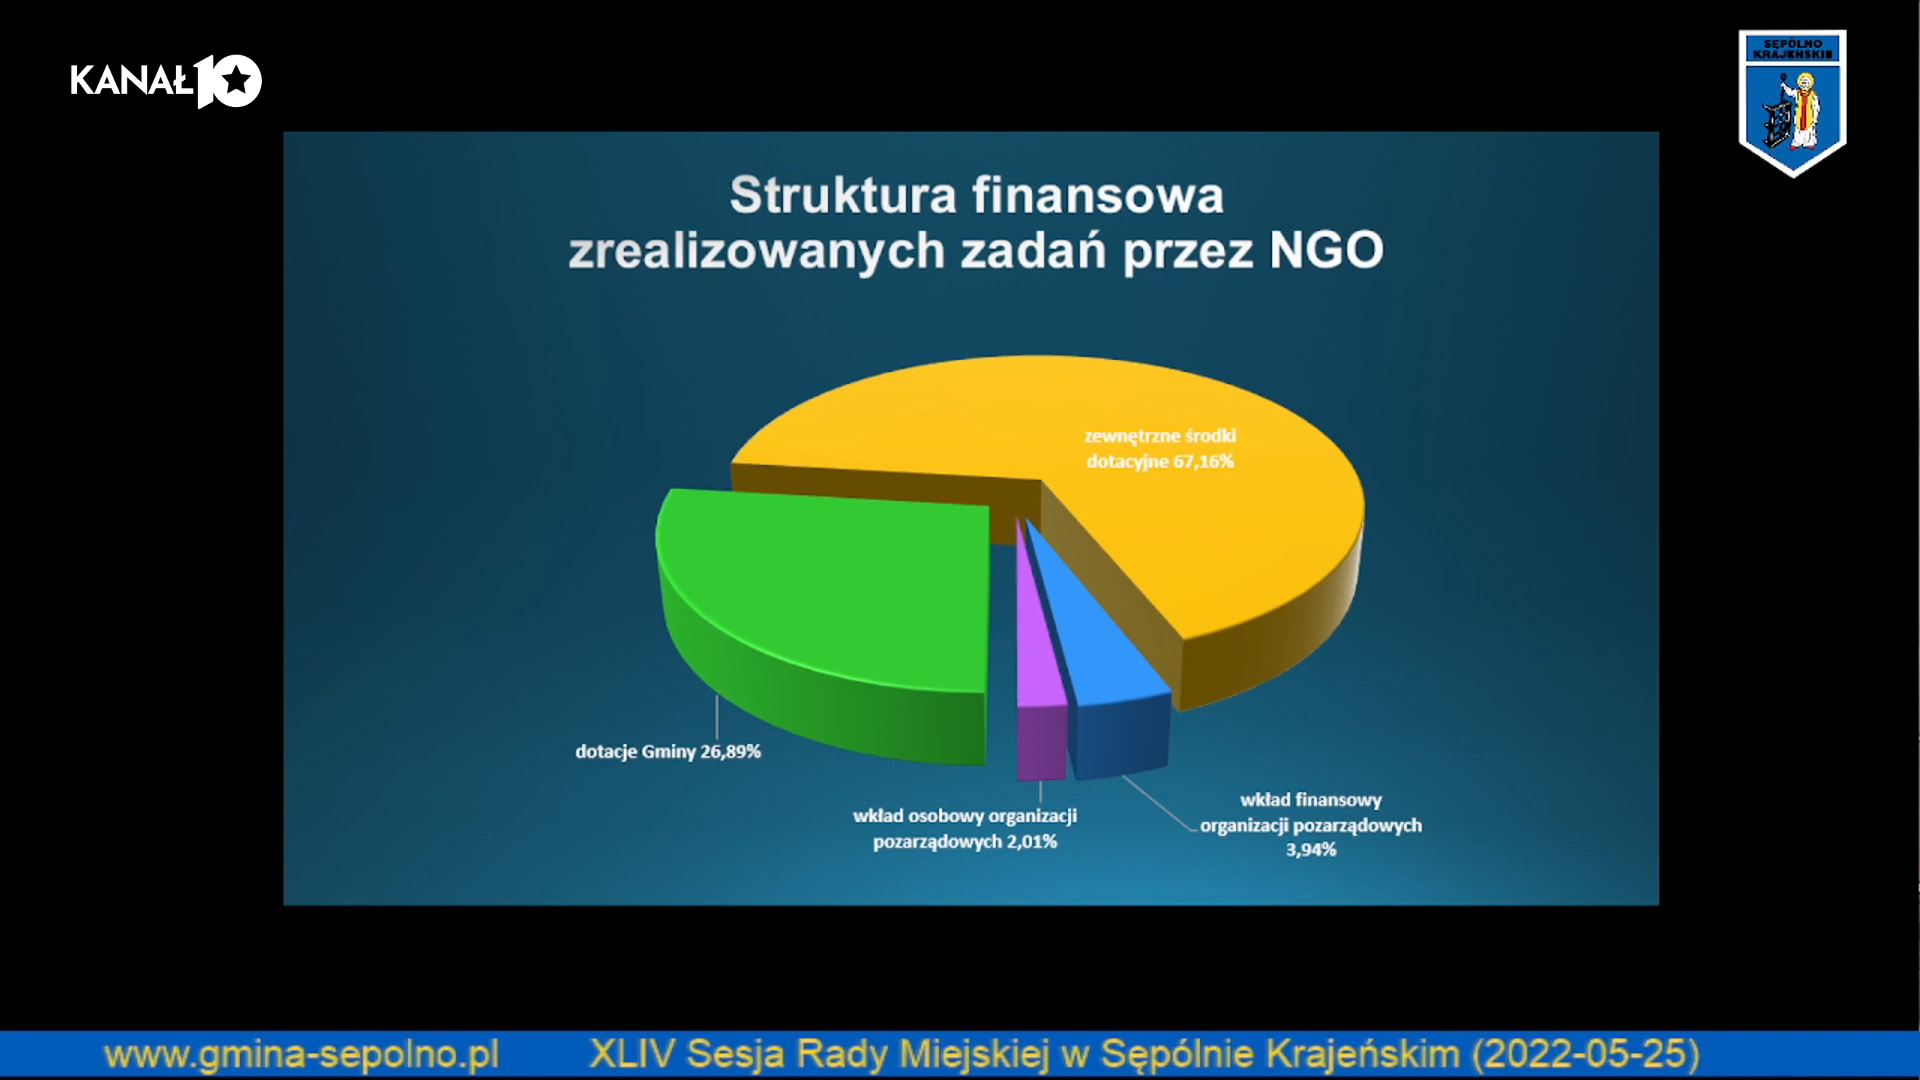 KANAŁ10
SĘPÓLNO
KRAJEŃSKIE
Struktura finansowa
zrealizowanych zadań przez NGO
zewnętrzne środki
dotacyjne 67,16%
dotacje Gminy 26,89%
wkład osobowy organizacji
pozarządowych 2,01%
wkład finansowy
organizacji pozarządowych
3,94%
www.gmina-sepolno.pl XLIV Sesja Rady Miejskiej w Sępólnie Krajeńskim (2022-05-25)